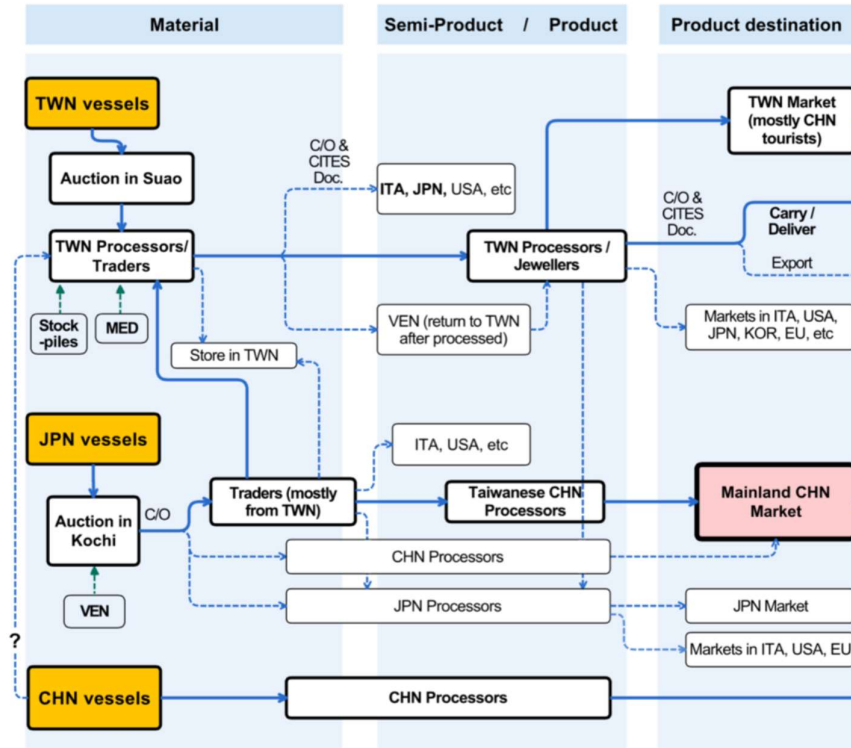 Material
Semi-Product / Product
Product destination
TWN vessels
Auction in Suao
TWN Processors/
Traders
Stock
-piles
MED
Store in TWN
C/O &
CITES
Doc.
ITA, JPN, USA, etc
VEN (return to TWN
after processed)
TWN Processors /
Jewellers
TWN Market
(mostly CHN
tourists)
C/O &
CITES
Doc.
Carry /
Deliver
Export
Markets in ITA, USA,
JPN, KOR, EU, etc
JPN vessels
Auction in
Kochi
C/O
VEN
Traders (mostly
from TWN)
ITA, USA, etc
Taiwanese CHN
Processors
Mainland CHN
Market
CHN Processors
JPN Processors
JPN Market
Markets in ITA, USA, EU
?
CHN vessels
CHN Processors